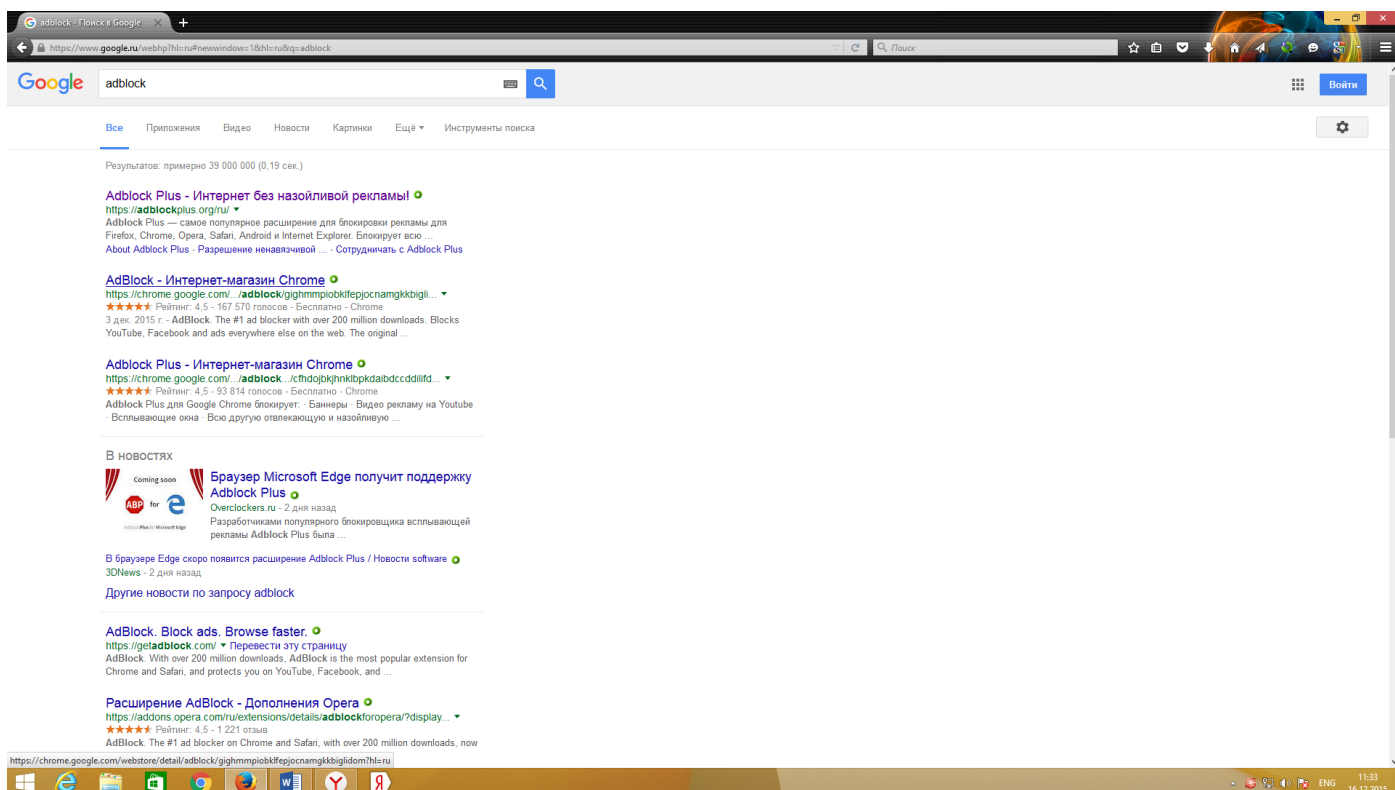 adblock - Поиск в Google
https://www.google.ru/webhp?hl=ru#newwindow=1&hl=ru&q=adblock
Поиск
Google
adblock
Войти
Все Приложения Видео Новости Картинки Ещё Инструменты поиска
Результатов: примерно 39 000 000 (0,19 сек.)
Adblock Plus - Интернет без назойливой рекламы!
https://adblockplus.org/ru/
Adblock Plus — самое популярное расширение для блокировки рекламы для
Firefox, Chrome, Opera, Safari, Android и Internet Explorer. Блокирует всю ...
About Adblock Plus - Разрешение ненавязчивой ... - Сотрудничать с Adblock Plus
AdBlock - Интернет-магазин Chrome
https://chrome.google.com/.../adblock/gighmmpiobklfepjocnamgkkbigli...
Рейтинг: 4,5 - 167 570 голосов - Бесплатно - Chrome
3 дек. 2015 г. - AdBlock. The #1 ad blocker with over 200 million downloads. Blocks
YouTube, Facebook and ads everywhere else on the web. The original ...
Adblock Plus - Интернет-магазин Chrome
https://chrome.google.com/.../adblock.../cfhdojbkjhnklbpkdaibdccddilifd...
Рейтинг: 4,5 - 93 814 голосов - Бесплатно - Chrome
Adblock Plus для Google Chrome блокирует: · Баннеры · Видео рекламу на Youtube
· Всплывающие окна · Всю другую отвлекающую и назойливую ...
В новостях
Coming soon
ABP for
Adblock Plus for Microsoft Edge
Браузер Microsoft Edge получит поддержку
Adblock Plus
Overclockers.ru - 2 дня назад
Разработчиками популярного блокировщика всплывающей
рекламы Adblock Plus была ...
В браузере Edge скоро появится расширение Adblock Plus / Новости software
3DNews - 2 дня назад
Другие новости по запросу adblock
AdBlock. Block ads. Browse faster.
https://getadblock.com/ Перевести эту страницу
AdBlock. With over 200 million downloads, AdBlock is the most popular extension for
Chrome and Safari, and protects you on YouTube, Facebook, and ...
Расширение AdBlock - Дополнения Opera
https://addons.opera.com/ru/extensions/details/adblockforopera/?display...
Рейтинг: 4,5 - 1 221 отзыв
AdBlock. The #1 ad blocker on Chrome and Safari, with over 200 million downloads, now
https://chrome.google.com/webstore/detail/adblock/gighmmpiobklfepjocnamgkkbiglidom?hl=ru
ENG
11:33
16.12.2015